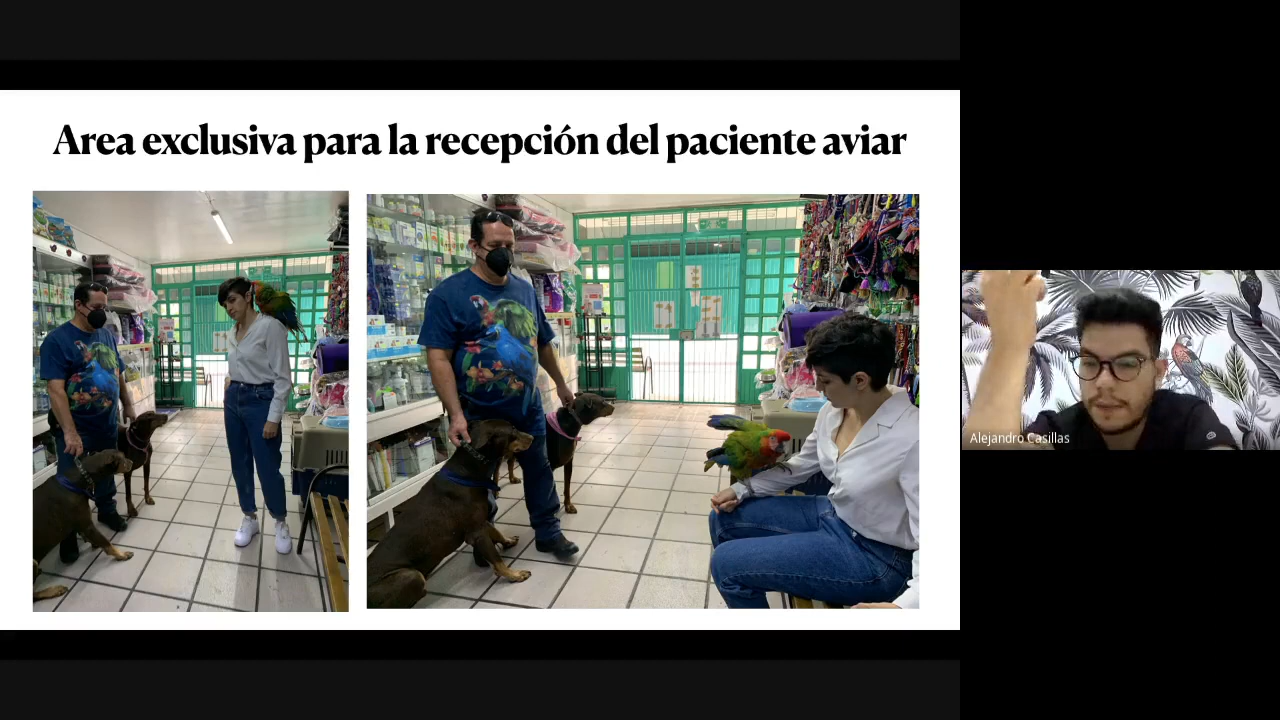 Area exclusiva para la recepción del paciente aviar
Alejandro Casillas